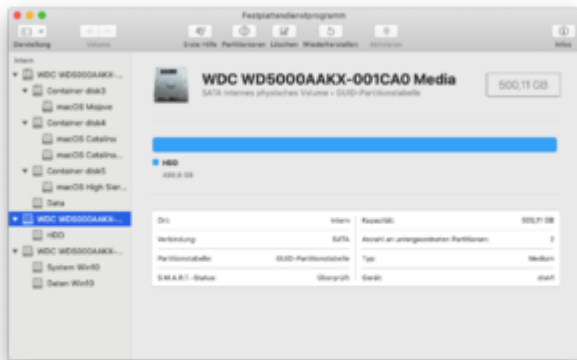 Festplattendienstprogramm
Darstellung
Volume
Erste Hilfe Partitionieren Löschen Wiederherstellen Aktivieren
Infos
Intern
WDC WD5000AAKX-...
Container disk3
macOS Mojave
Container disk4
macOS Catalina
macOS Catalina...
Container disk5
macOS High Sier...
Data
WDC WD5000AAKX-...
HDD
WDC WD5000AAKX-...
System Win10
Daten Win10
WDC WD5000AAKX-001CA0 Media
SATA Internes physisches Volume • GUID-Partitionstabelle
500,11 GB
HDD
499,9 GB
Ort: Intern
Kapazität: 500,11 GB
Verbindung: SATA
Anzahl an untergeordneten Partitionen: 2
Partitionstabelle: GUID-Partitionstabelle
Typ: Medium
S.M.A.R.T.-Status: Überprüft
Gerät: disk1